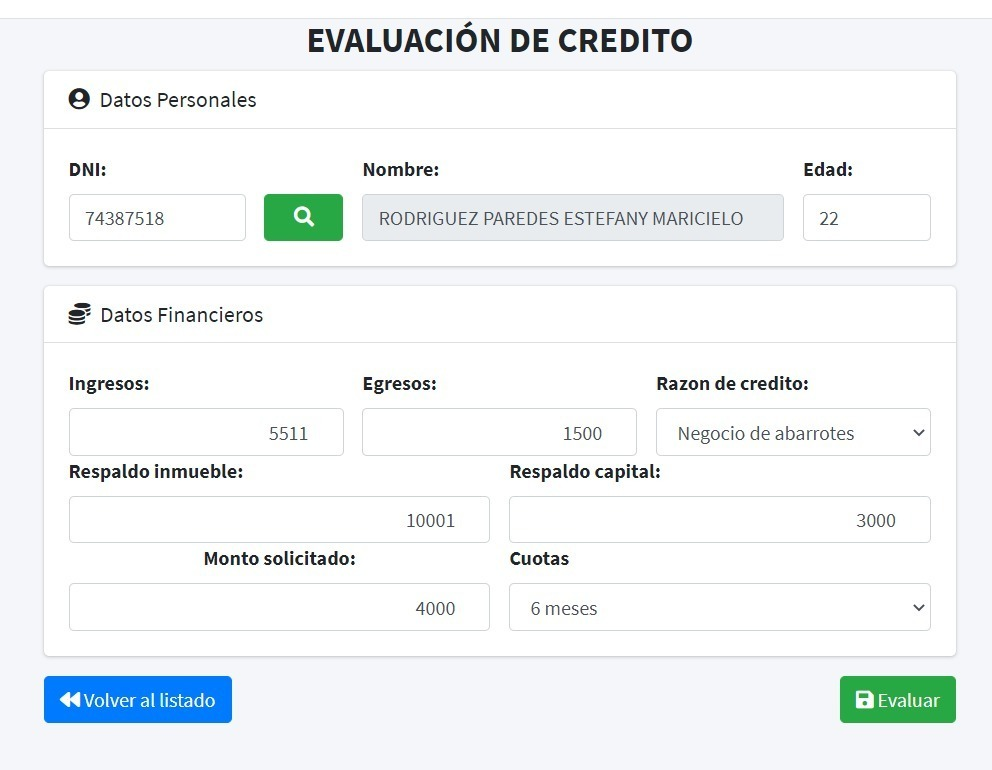 EVALUACIÓN DE CREDITO
Datos Personales
DNI: Nombre: Edad:
74387518 RODRIGUEZ PAREDES ESTEFANY MARICIELO 22
Datos Financieros
Ingresos: Egresos: Razon de credito:
5511 1500 Negocio de abarrotes
Respaldo inmueble: Respaldo capital:
10001 3000
Monto solicitado: Cuotas
4000 6 meses
Volver al listado Evaluar